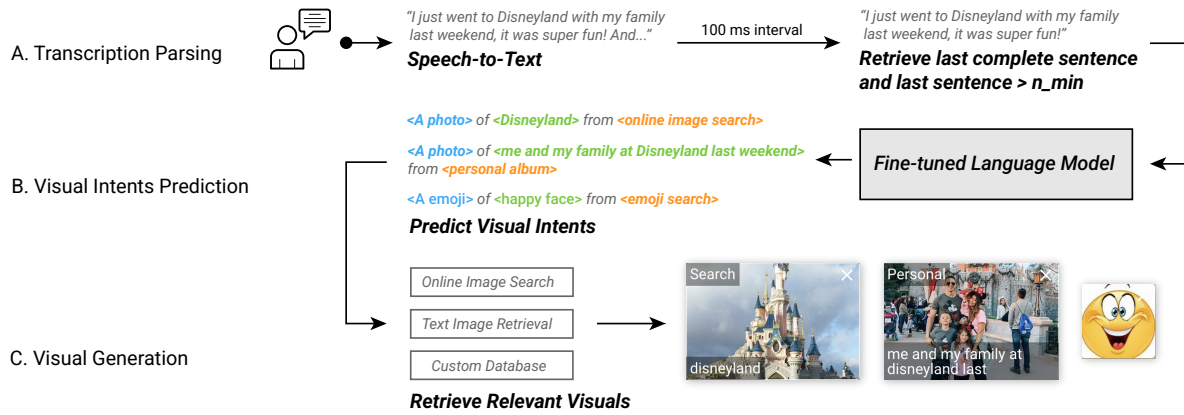 A. Transcription Parsing
“I just went to Disneyland with my family
last weekend, it was super fun! And...”
Speech-to-Text
100 ms interval
“I just went to Disneyland with my family
last weekend, it was super fun!”
Retrieve last complete sentence
and last sentence > n_min
B. Visual Intents Prediction
<A photo> of <Disneyland> from <online image search>
<A photo> of <me and my family at Disneyland last weekend>
from <personal album>
<A emoji> of <happy face> from <emoji search>
Predict Visual Intents
Fine-tuned Language Model
C. Visual Generation
Online Image Search
Text Image Retrieval
Custom Database
Retrieve Relevant Visuals
Search
disneyland
Personal
me and my family at
disneyland last